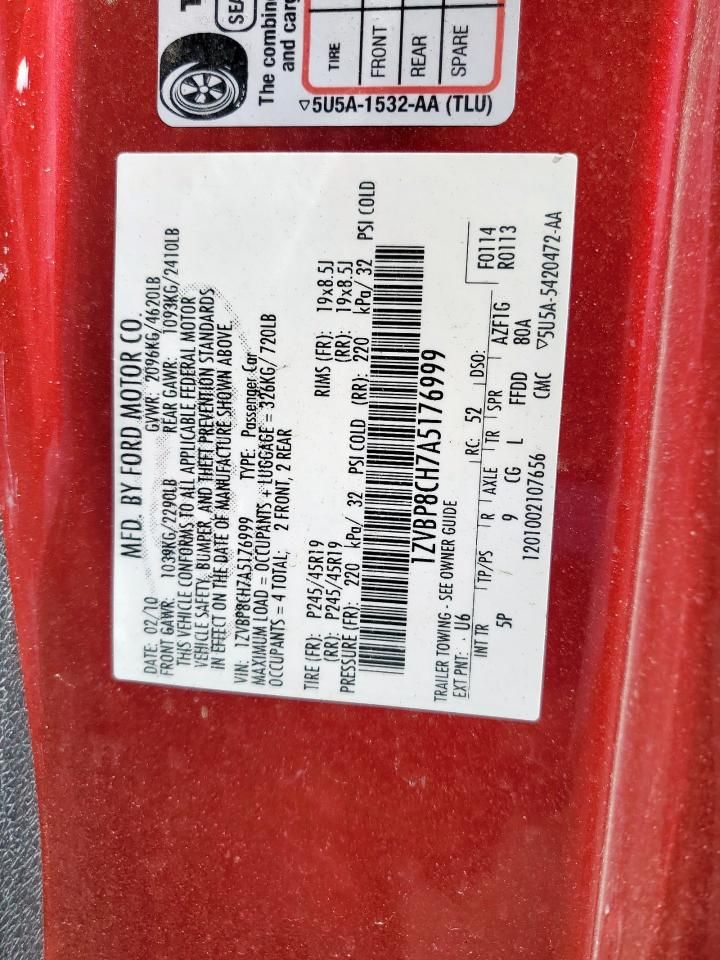 SEA
The combin
and carg
TIRE
FRONT
REAR
SPARE
▽5U5A-1532-AA (TLU)
MFD. BY FORD MOTOR CO.
DATE: 02/10 GVWR: 2096KG/4620LB
FRONT GAWR: 1039KG/2290LB REAR GAWR: 1093KG/2410LB
THIS VEHICLE CONFORMS TO ALL APPLICABLE FEDERAL MOTOR
VEHICLE SAFETY, BUMPER, AND THEFT PREVENTION STANDARDS
IN EFFECT ON THE DATE OF MANUFACTURE SHOWN ABOVE.
VIN: 1ZVBP8CH7A5176999 TYPE: Passenger Car
MAXIMUM LOAD = OCCUPANTS + LUGGAGE = 326KG/720LB
OCCUPANTS = 4 TOTAL: 2 FRONT, 2 REAR
TIRE (FR): P245/45R19 RIMS (FR): 19x8.5J
(RR): P245/45R19 (RR): 19x8.5J
PRESSURE (FR): 220 kPa/ 32 PSI COLD (RR): 220 kPa/ 32 PSI COLD
1ZVBP8CH7A5176999
TRAILER TOWING - SEE OWNER GUIDE
EXT PNT: U6 RC: 52 DSO: F0114
R0113
INT TR TP/PS R AXLE TR SPR AZF1G
5P 9 CG L FFDD 80A
1201002107656 CMC ▽5U5A-5420472-AA